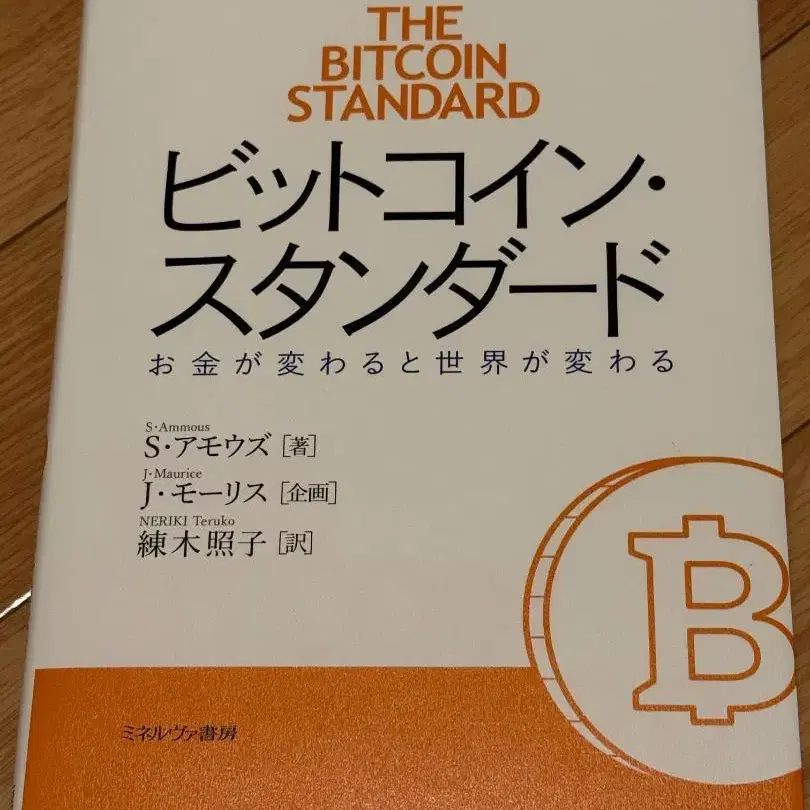 THE
BITCOIN
STANDARD
ビットコイン・
スタンダード
お金が変わると世界が変わる
S・Ammous
S・アモウズ［著］
J・Maurice
J・モーリス［企画］
NERIKI Teruko
練木照子［訳］
ミネルヴァ書房